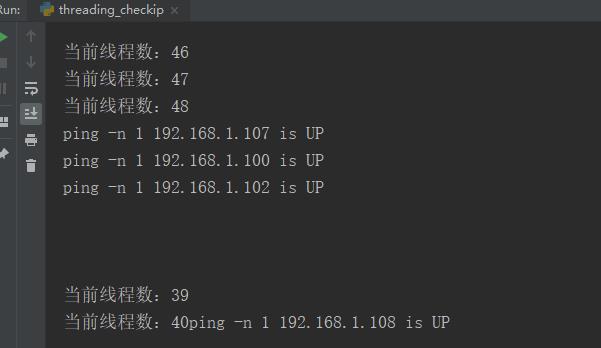 Run:
threading_checkip
当前线程数：46
当前线程数：47
当前线程数：48
ping -n 1 192.168.1.107 is UP
ping -n 1 192.168.1.100 is UP
ping -n 1 192.168.1.102 is UP
当前线程数：39
当前线程数：40ping -n 1 192.168.1.108 is UP